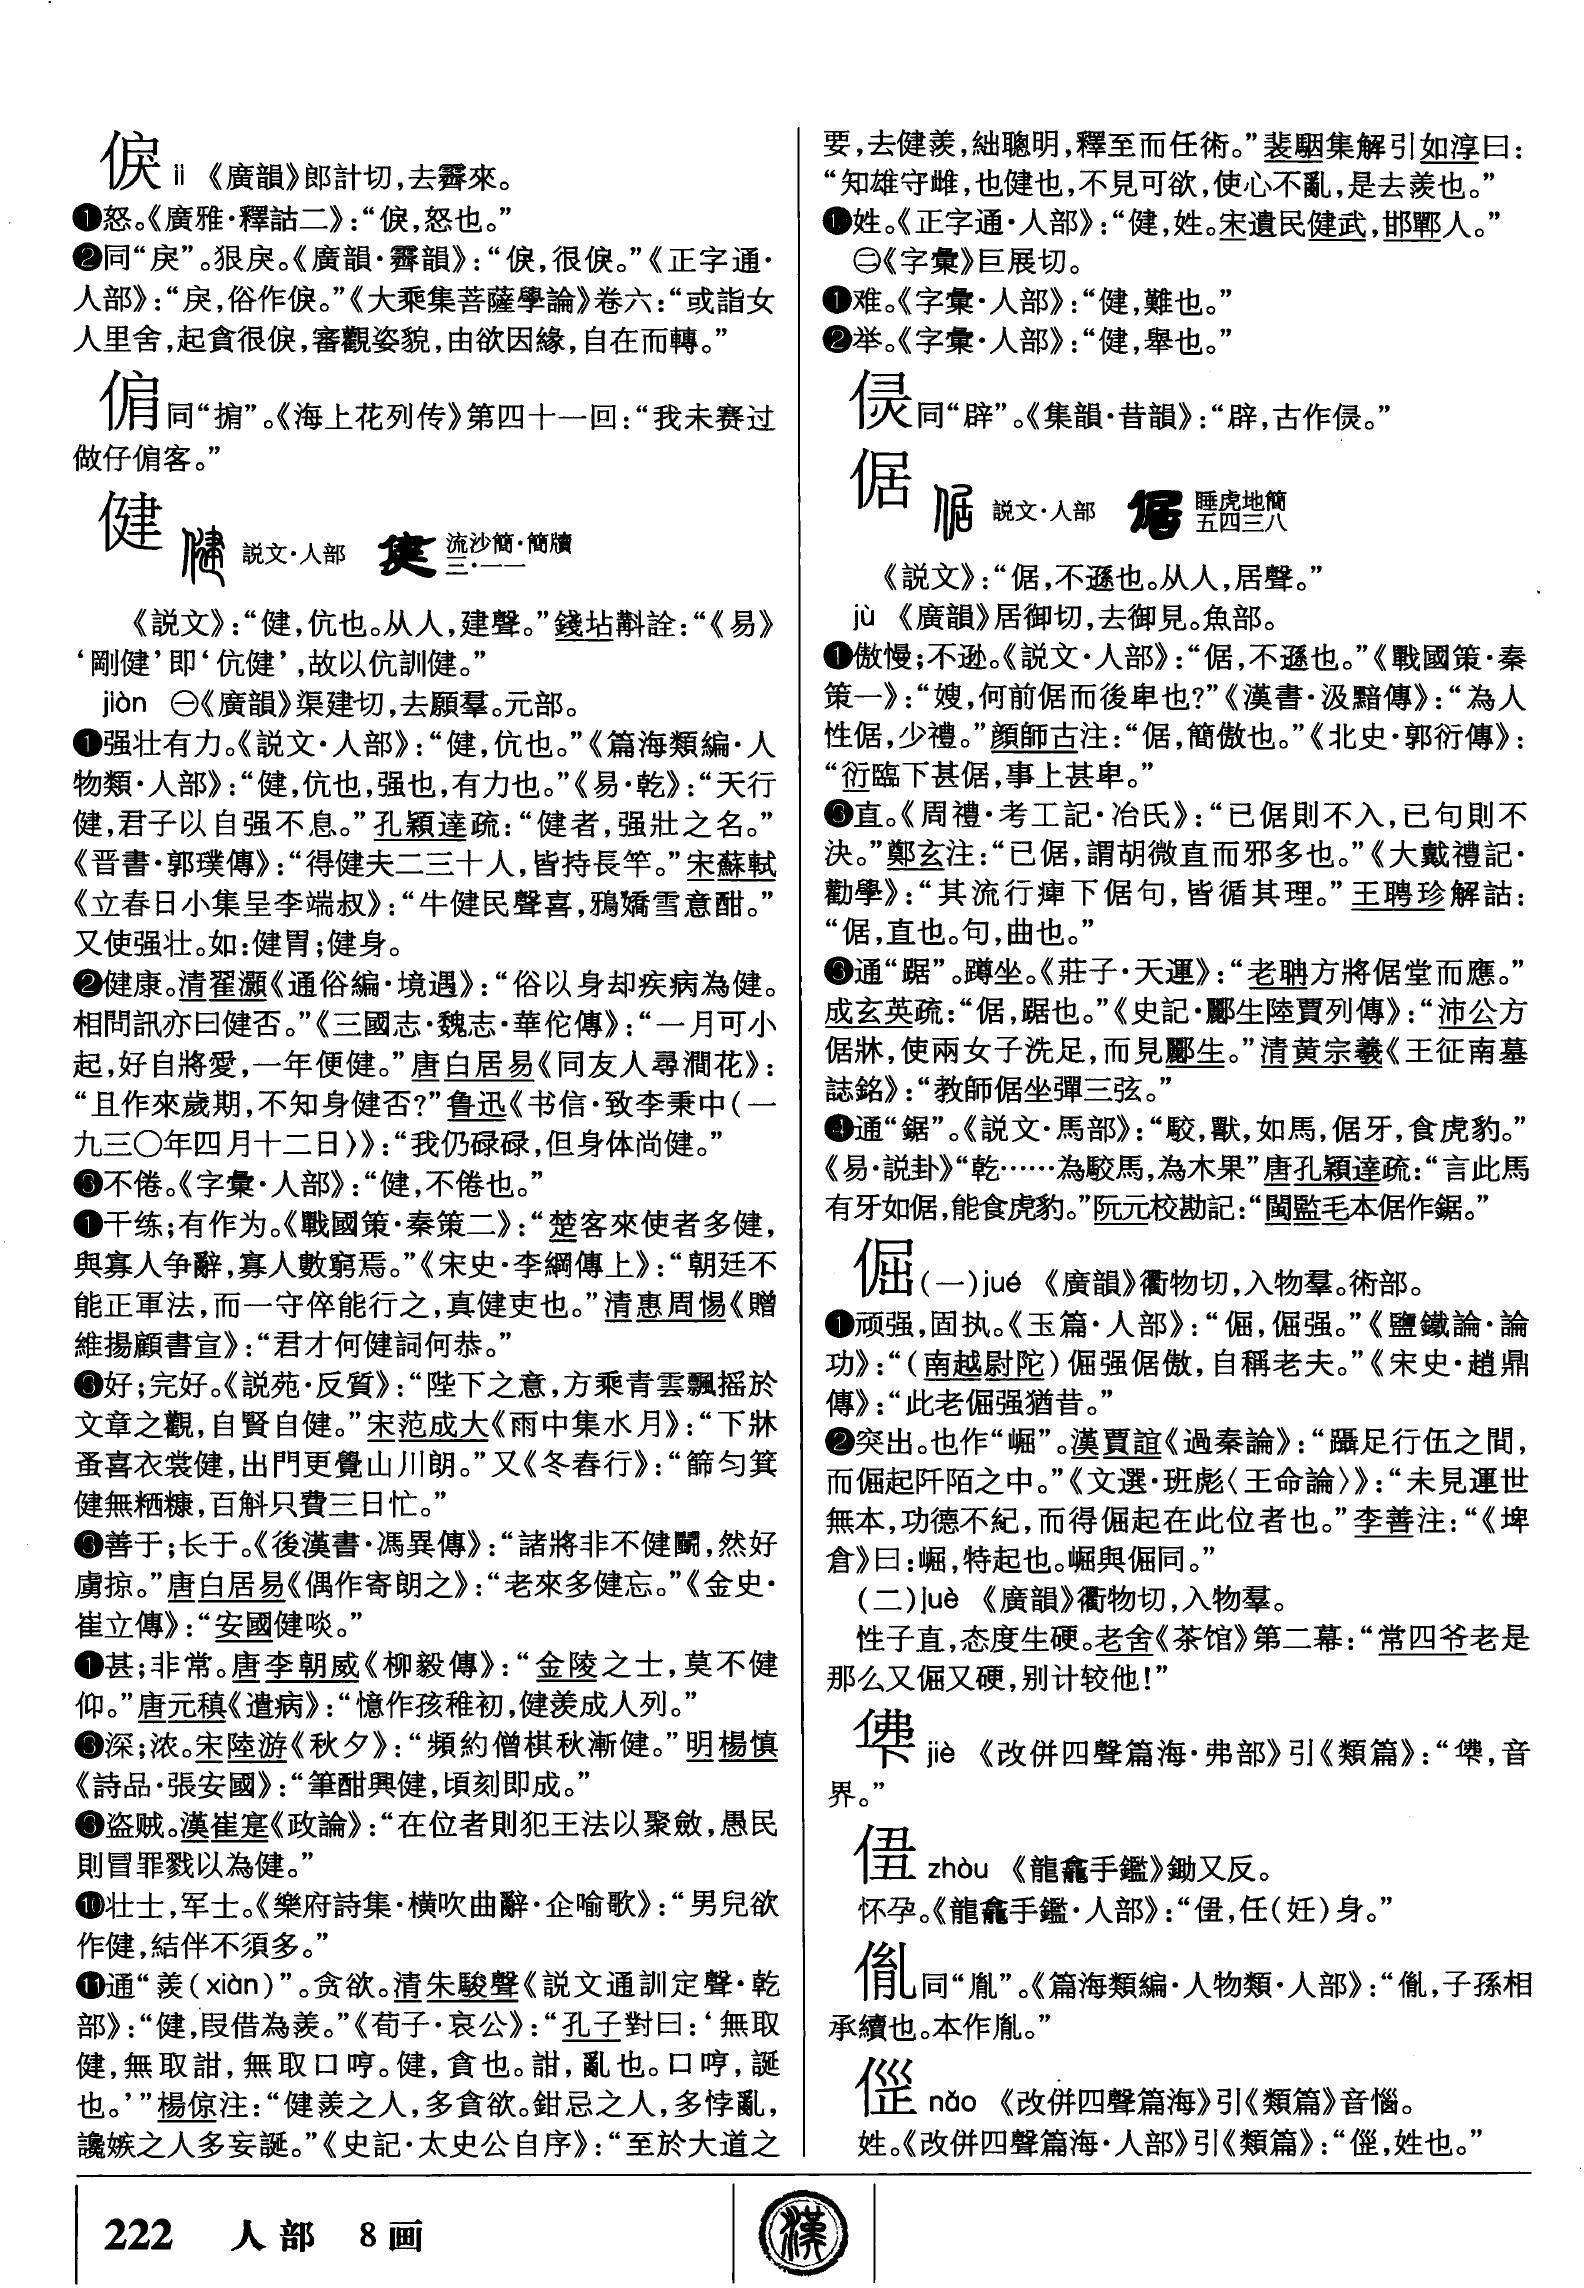 㑦 lì 《廣韻》郎計切，去霽來。
❶怒。《廣雅·釋詁二》：“㑦，怒也。”
❷同“戾”。狠戾。《廣韻·霽韻》：“㑦，很㑦。”《正字通·
人部》：“戾，俗作㑦。”《大乘集菩薩學論》卷六：“或詣女
人里舍，起貪很㑦，審觀姿貌，由欲因緣，自在而轉。”
同“掮”。《海上花列传》第四十一回：“我未赛过
做仔客。”
健 説文·人部 流沙簡·簡牘
三·一一
《説文》：“健，伉也。从人，建聲。”錢坫斠詮：“《易》
‘剛健’即‘伉健’，故以伉訓健。”
jiàn ㊀《廣韻》渠建切，去願羣。元部。
❶强壮有力。《説文·人部》：“健，伉也。”《篇海類編·人
物類·人部》：“健，伉也，强也，有力也。”《易·乾》：“天行
健，君子以自强不息。”孔穎達疏：“健者，强壯之名。”
《晋書·郭璞傳》：“得健夫二三十人，皆持長竿。”宋蘇軾
《立春日小集呈李端叔》：“牛健民聲喜，鴉嬌雪意酣。”
又使强壮。如：健胃；健身。
❷健康。清翟灝《通俗編·境遇》：“俗以身却疾病為健。
相問訊亦曰健否。”《三國志·魏志·華佗傳》：“一月可小
起，好自將愛，一年便健。”唐白居易《同友人尋澗花》：
“且作來歲期，不知身健否？”鲁迅《书信·致李秉中（一
九三〇年四月十二日）》：“我仍碌碌，但身体尚健。”
❸不倦。《字彙·人部》：“健，不倦也。”
❶干练；有作为。《戰國策·秦策二》：“楚客來使者多健，
與寡人争辭，寡人數窮焉。”《宋史·李綱傳上》：“朝廷不
能正軍法，而一守倅能行之，真健吏也。”清惠周惕《贈
維揚顧書宣》：“君才何健詞何恭。”
❸好；完好。《説苑·反質》：“陛下之意，方乘青雲飄摇於
文章之觀，自賢自健。”宋范成大《雨中集水月》：“下牀
蚤喜衣裳健，出門更覺山川朗。”又《冬舂行》：“篩匀箕
健無粞糠，百斛只費三日忙。”
❸善于；长于。《後漢書·馮異傳》：“諸將非不健鬭，然好
虜掠。”唐白居易《偶作寄朗之》：“老來多健忘。”《金史·
崔立傳》：“安國健啖。”
❶甚；非常。唐李朝威《柳毅傳》：“金陵之士，莫不健
仰。”唐元稹《遣病》：“憶作孩稚初，健羨成人列。”
❸深；浓。宋陸游《秋夕》：“頻約僧棋秋漸健。”明楊慎
《詩品·張安國》：“筆酣興健，頃刻即成。”
❸盗贼。漢崔寔《政論》：“在位者則犯王法以聚斂，愚民
則冒罪戮以為健。”
❿壮士，军士。《樂府詩集·横吹曲辭·企喻歌》：“男兒欲
作健，結伴不須多。”
⓫通“羨（xiàn）”。贪欲。清朱駿聲《説文通訓定聲·乾
部》：“健，叚借為羨。”《荀子·哀公》：“孔子對曰：‘無取
健，無取詌，無取口啍。健，貪也。詌，亂也。口啍，誕
也。’”楊倞注：“健羨之人，多貪欲。鉗忌之人，多悖亂，
讒嫉之人多妄誕。”《史記·太史公自序》：“至於大道之
要，去健羨，絀聰明，釋至而任術。”裴駰集解引如淳曰：
“知雄守雌，也健也，不見可欲，使心不亂，是去羨也。”
❶姓。《正字通·人部》：“健，姓。宋遺民健武，邯鄲人。”
㊁《字彙》巨展切。
❶难。《字彙·人部》：“健，難也。”
❷举。《字彙·人部》：“健，舉也。”
同“辟”。《集韻·昔韻》：“辟，古作。”
倨 説文·人部 睡虎地簡
五四三八
《説文》：“倨，不遜也。从人，居聲。”
jù 《廣韻》居御切，去御見。魚部。
❶傲慢；不逊。《説文·人部》：“倨，不遜也。”《戰國策·秦
策一》：“嫂，何前倨而後卑也？”《漢書·汲黯傳》：“為人
性倨，少禮。”顔師古注：“倨，簡傲也。”《北史·郭衍傳》：
“衍臨下甚倨，事上甚卑。”
❸直。《周禮·考工記·冶氏》：“已倨則不入，已句則不
決。”鄭玄注：“已倨，謂胡微直而邪多也。”《大戴禮記·
勸學》：“其流行庳下倨句，皆循其理。”王聘珍解詁：
“倨，直也。句，曲也。”
❸通“踞”。蹲坐。《莊子·天運》：“老聃方將倨堂而應。”
成玄英疏：“倨，踞也。”《史記·酈生陸賈列傳》：“沛公方
倨牀，使兩女子洗足，而見酈生。”清黄宗羲《王征南墓
誌銘》：“教師倨坐彈三弦。”
❹通“鋸”。《説文·馬部》：“駮，獸，如馬，倨牙，食虎豹。”
《易·説卦》“乾……為駮馬，為木果”唐孔穎達疏：“言此馬
有牙如倨，能食虎豹。”阮元校勘記：“閩監毛本倨作鋸。”
倔（一）jué 《廣韻》衢物切，入物羣。術部。
❶顽强，固执。《玉篇·人部》：“倔，倔强。”《鹽鐵論·論
功》：“（南越尉陀）倔强倨傲，自稱老夫。”《宋史·趙鼎
傳》：“此老倔强猶昔。”
❷突出。也作“崛”。漢賈誼《過秦論》：“躡足行伍之間，
而倔起阡陌之中。”《文選·班彪〈王命論〉》：“未見運世
無本，功德不紀，而得倔起在此位者也。”李善注：“《埤
倉》曰：崛，特起也。崛與倔同。”
（二）juè 《廣韻》衢物切，入物羣。
性子直，态度生硬。老舍《茶馆》第二幕：“常四爷老是
那么又倔又硬，别计较他！”
jiè 《改併四聲篇海·弗部》引《類篇》：“，音
界。”
zhòu 《龍龕手鑑》鋤又反。
怀孕。《龍龕手鑑·人部》：“，任（妊）身。”
同“胤”。《篇海類編·人物類·人部》：“，子孫相
承續也。本作胤。”
nǎo 《改併四聲篇海》引《類篇》音惱。
姓。《改併四聲篇海·人部》引《類篇》：“，姓也。”
222 人部 8画
漢